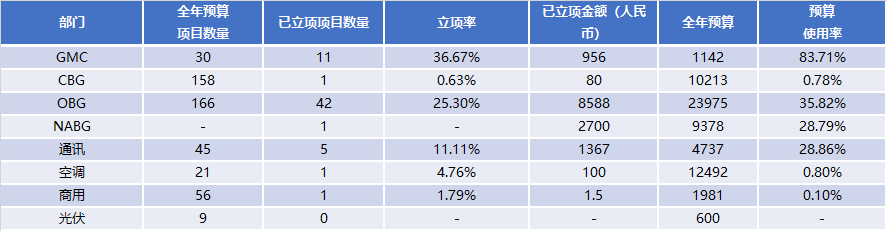 部门 全年预算项目数量 已立项项目数量 立项率 已立项金额（人民币） 全年预算 预算使用率
GMC 30 11 36.67% 956 1142 83.71%
CBG 158 1 0.63% 80 10213 0.78%
OBG 166 42 25.30% 8588 23975 35.82%
NABG - 1 - 2700 9378 28.79%
通讯 45 5 11.11% 1367 4737 28.86%
空调 21 1 4.76% 100 12492 0.80%
商用 56 1 1.79% 1.5 1981 0.10%
光伏 9 0 - - 600 -